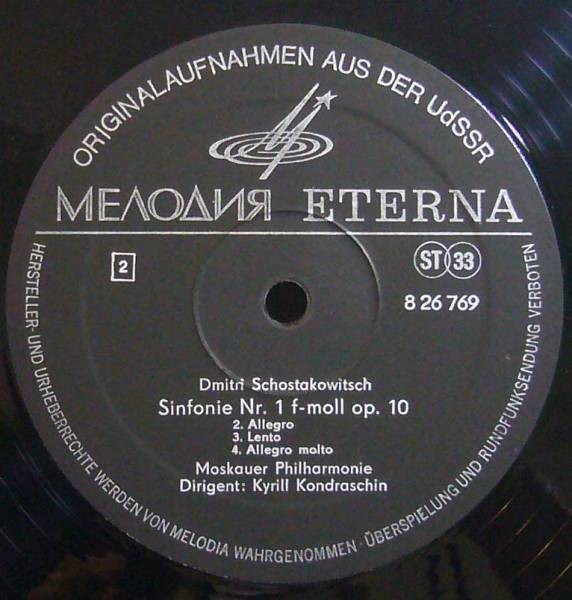 ORIGINALAUFNAHMEN AUS DER UdSSR
МЕЛОДИЯ ETERNA
2
ST 33
8 26 769
Dmitri Schostakowitsch
Sinfonie Nr. 1 f-moll op. 10
2. Allegro
3. Lento
4. Allegro molto
Moskauer Philharmonie
Dirigent: Kyrill Kondraschin
HERSTELLER- UND URHEBERRECHTE WERDEN VON MELODIA WAHRGENOMMEN · ÜBERSPIELUNG UND RUNDFUNKSENDUNG VERBOTEN